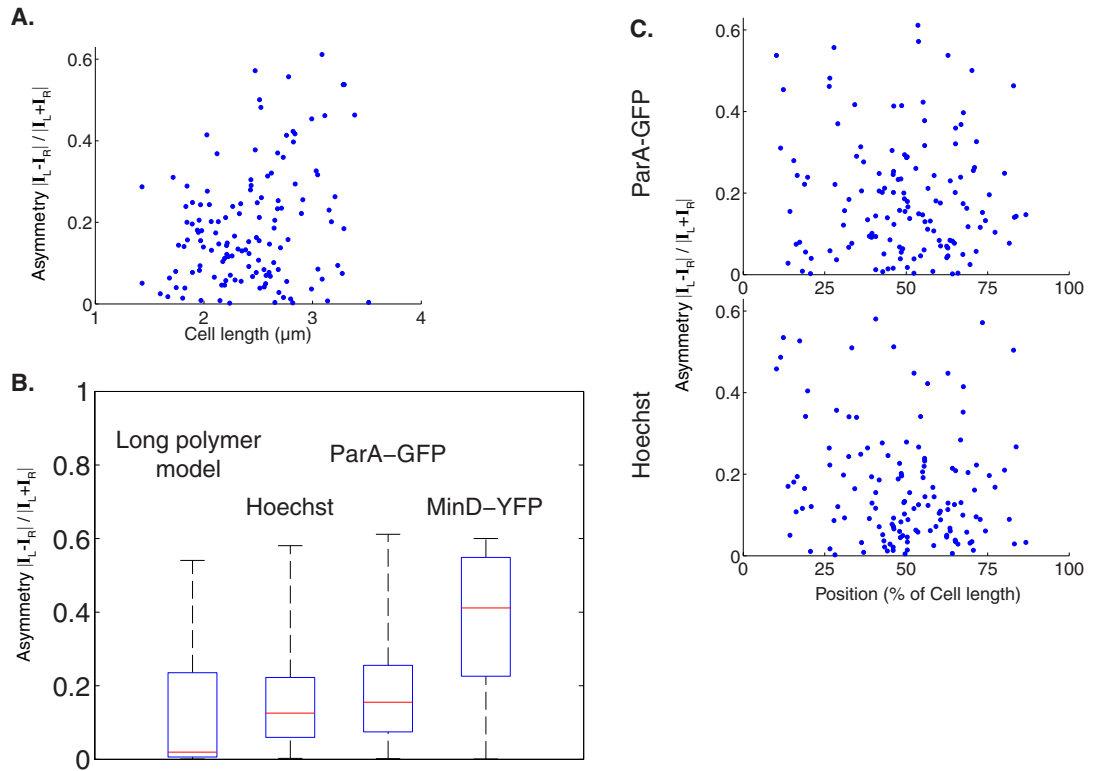 A.
Asymmetry |I_L-I_R| / |I_L+I_R|
0.6
0.4
0.2
0
1
2
3
4
Cell length (µm)
B.
Asymmetry |I_L-I_R| / |I_L+I_R|
1
0.8
0.6
0.4
0.2
0
Long polymer
model
Hoechst
ParA–GFP
MinD–YFP
C.
ParA-GFP
Hoechst
Asymmetry |I_L-I_R| / |I_L+I_R|
0.6
0.4
0.2
0
0
25
50
75
100
0.6
0.4
0.2
0
0
25
50
75
100
Position (% of Cell length)